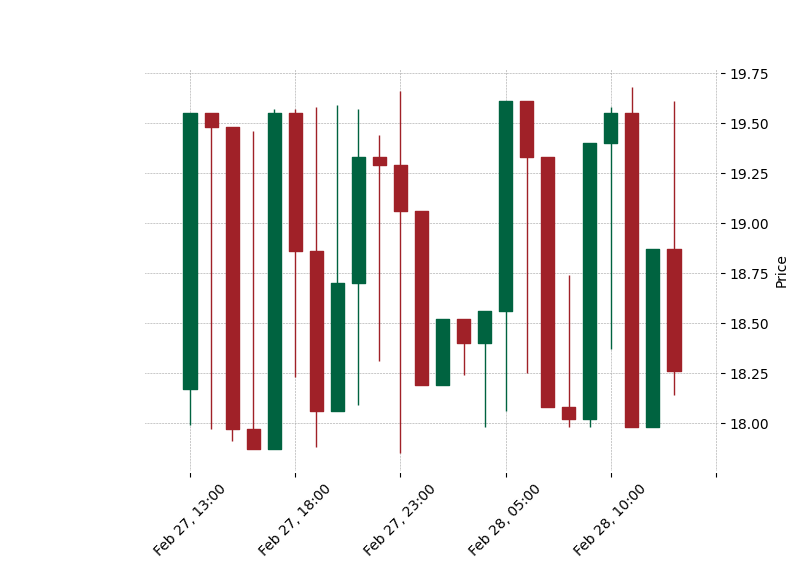 19.75
19.50
19.25
19.00
18.75
18.50
18.25
18.00
Price
Feb 27, 13:00
Feb 27, 18:00
Feb 27, 23:00
Feb 28, 05:00
Feb 28, 10:00